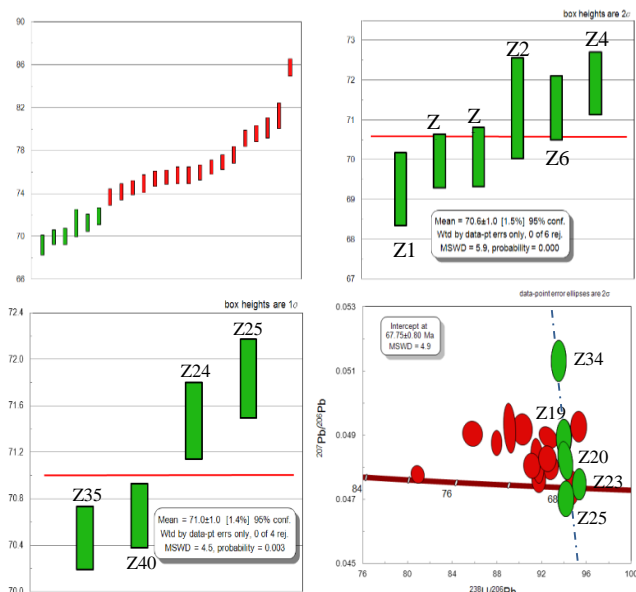 90
86
82
78
74
70
66
box heights are 2σ
73
72
71
70
69
68
67
Z2
Z4
Z
Z
Z6
Z1
Mean = 70.6±1.0 [1.5%] 95% conf.
Wtd by data-pt errs only, 0 of 6 rej.
MSWD = 5.9, probability = 0.000
box heights are 1σ
72.4
72.0
71.6
71.2
70.8
70.4
70.0
Z25
Z24
Z35
Z40
Mean = 71.0±1.0 [1.4%] 95% conf.
Wtd by data-pt errs only, 0 of 4 rej.
MSWD = 4.5, probability = 0.003
data-point error ellipses are 2σ
0.053
0.051
0.049
0.047
0.045
207Pb/206Pb
Intercept at
67.75±0.80 Ma
MSWD = 4.9
Z34
Z19
Z20
Z23
Z25
84
76
68
76 80 84 88 92 96 100
238U/206Pb